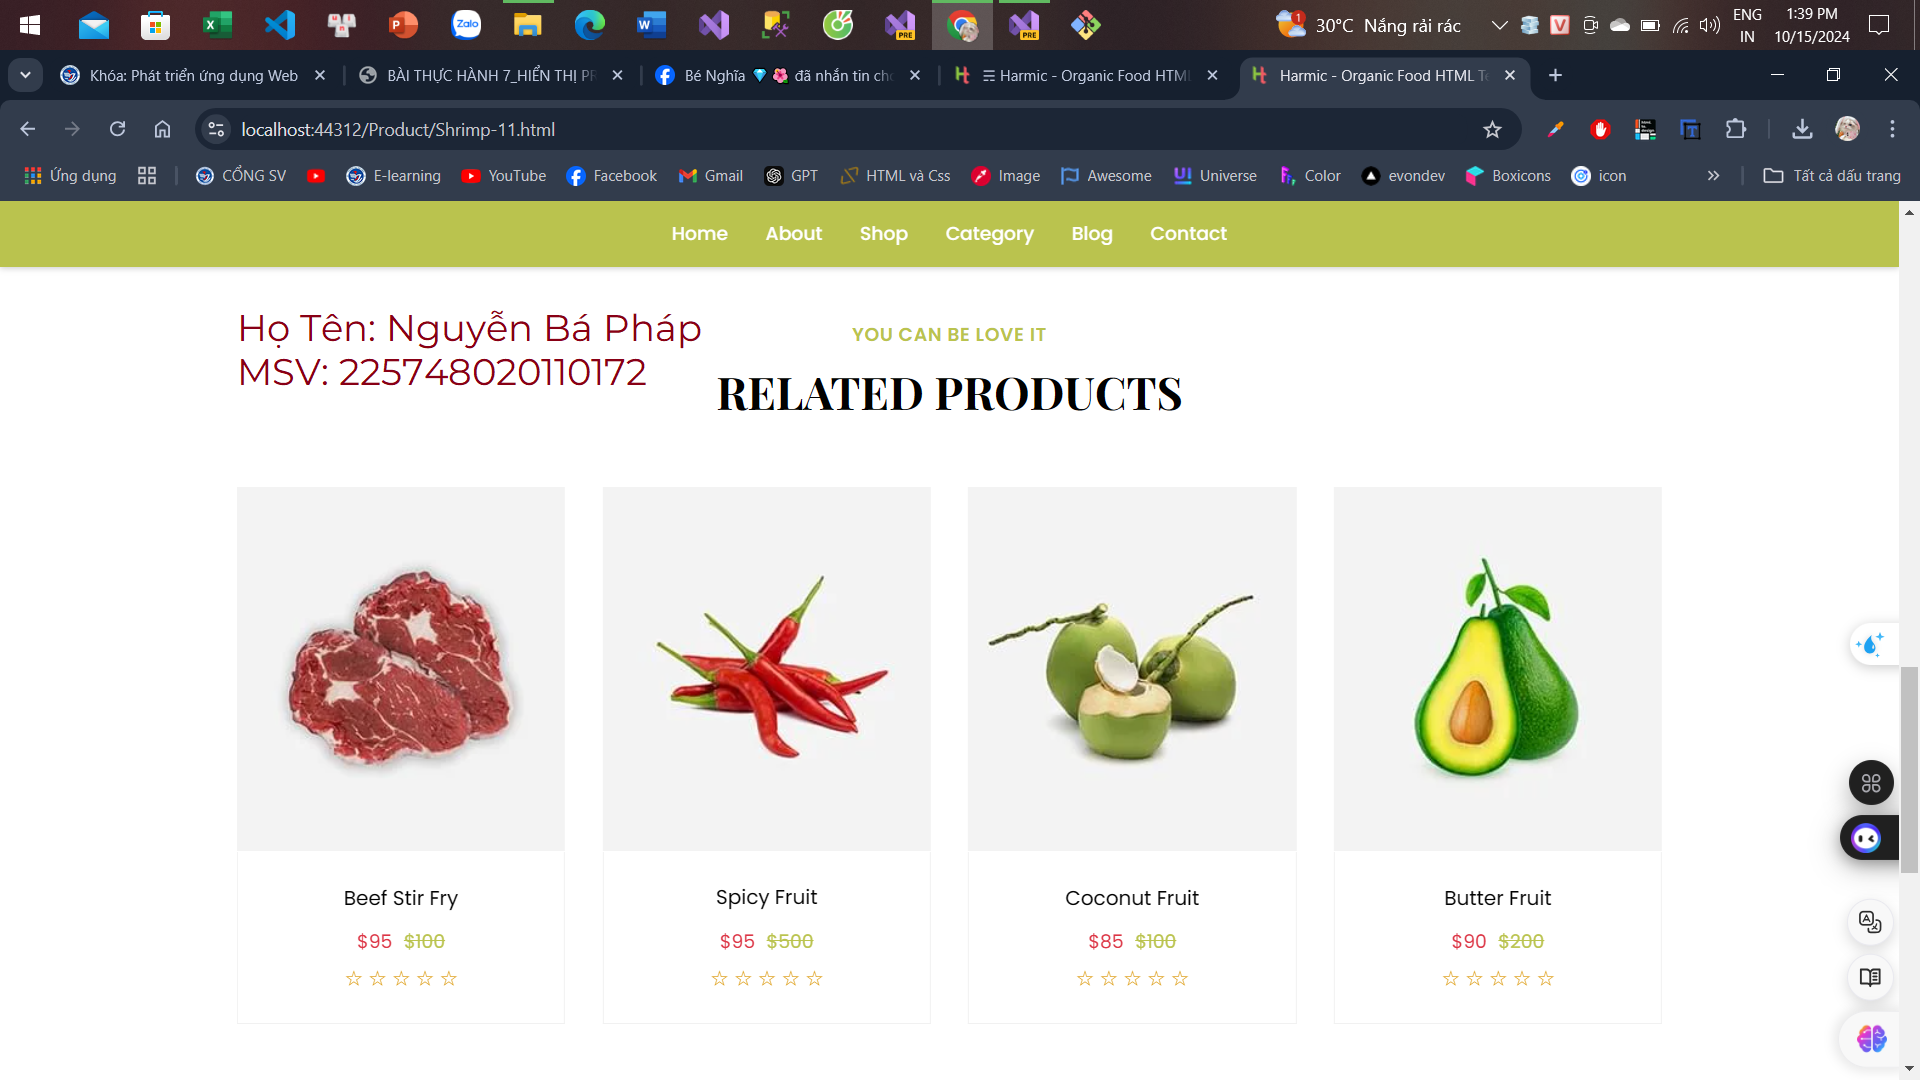 30°C Nắng rải rác
ENG
IN
1:39 PM
10/15/2024
Khóa: Phát triển ứng dụng Web
BÀI THỰC HÀNH 7_HIỂN THỊ PR
Bé Nghĩa 💎 🌺 đã nhắn tin chc
☰ Harmic - Organic Food HTML
Harmic - Organic Food HTML Te
localhost:44312/Product/Shrimp-11.html
Ứng dụng
CỔNG SV
E-learning
YouTube
Facebook
Gmail
GPT
HTML và Css
Image
Awesome
Universe
Color
evondev
Boxicons
icon
Tất cả dấu trang
Home About Shop Category Blog Contact
Họ Tên: Nguyễn Bá Pháp
MSV: 225748020110172
YOU CAN BE LOVE IT
RELATED PRODUCTS
Beef Stir Fry
$95 $100
Spicy Fruit
$95 $500
Coconut Fruit
$85 $100
Butter Fruit
$90 $200